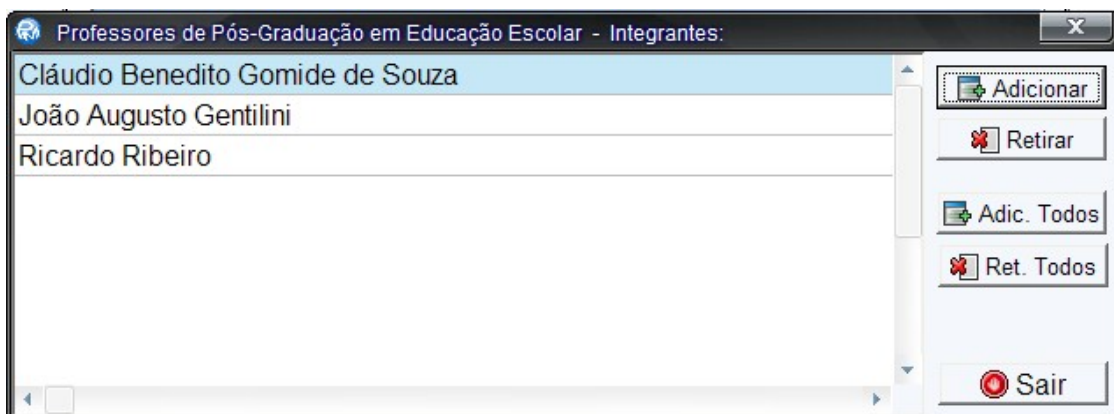 Professores de Pós-Graduação em Educação Escolar - Integrantes:
Cláudio Benedito Gomide de Souza
João Augusto Gentilini
Ricardo Ribeiro
Adicionar
Retirar
Adic. Todos
Ret. Todos
Sair